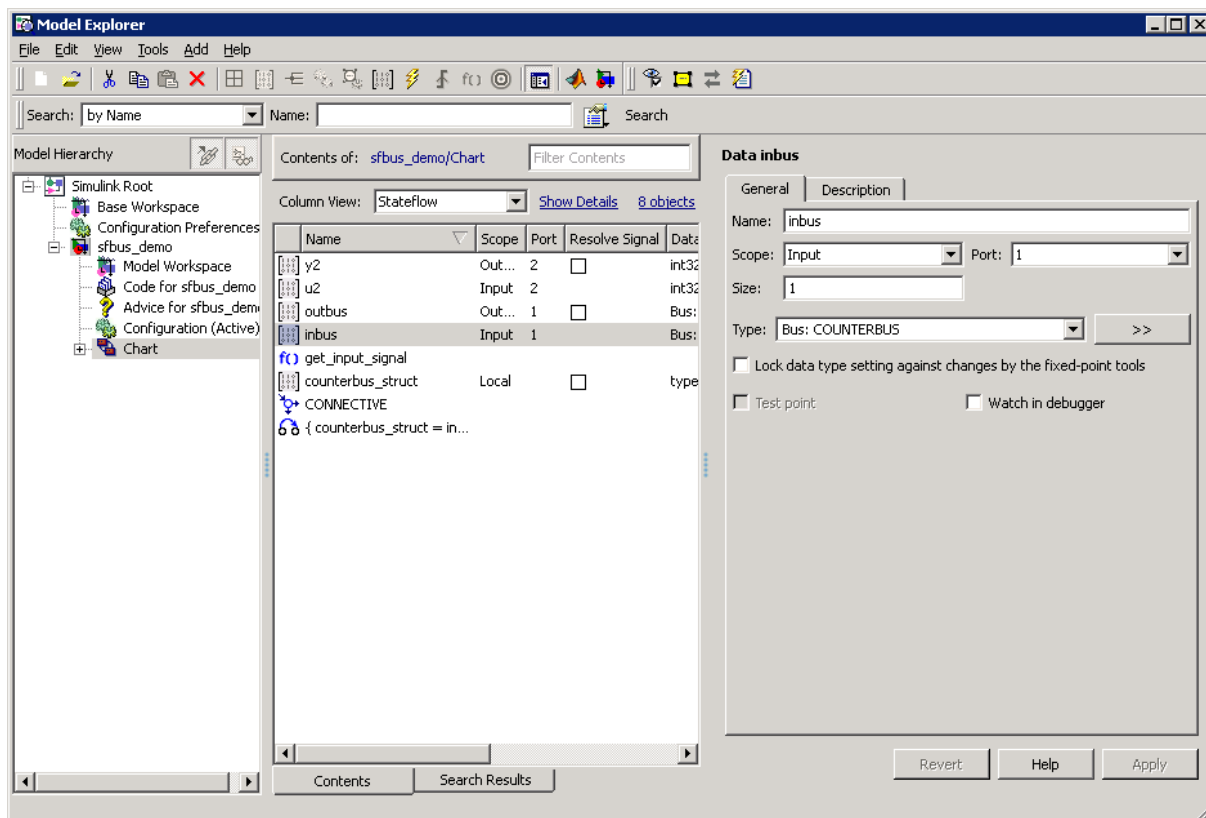 Model Explorer
File Edit View Tools Add Help
f()
Search: by Name Name: Search
Model Hierarchy
Simulink Root
Base Workspace
Configuration Preferences
sfbus_demo
Model Workspace
Code for sfbus_demo
Advice for sfbus_dem
Configuration (Active)
Chart
Contents of: sfbus_demo/Chart Filter Contents
Column View: Stateflow Show Details 8 objects
Name Scope Port Resolve Signal Data
y2 Out... 2 int32
u2 Input 2 int32
outbus Out... 1 Bus:
inbus Input 1 Bus:
f() get_input_signal
counterbus_struct Local type
CONNECTIVE
{ counterbus_struct = in...
Contents Search Results
Data inbus
General Description
Name: inbus
Scope: Input Port: 1
Size: 1
Type: Bus: COUNTERBUS >>
Lock data type setting against changes by the fixed-point tools
Test point Watch in debugger
Revert Help Apply